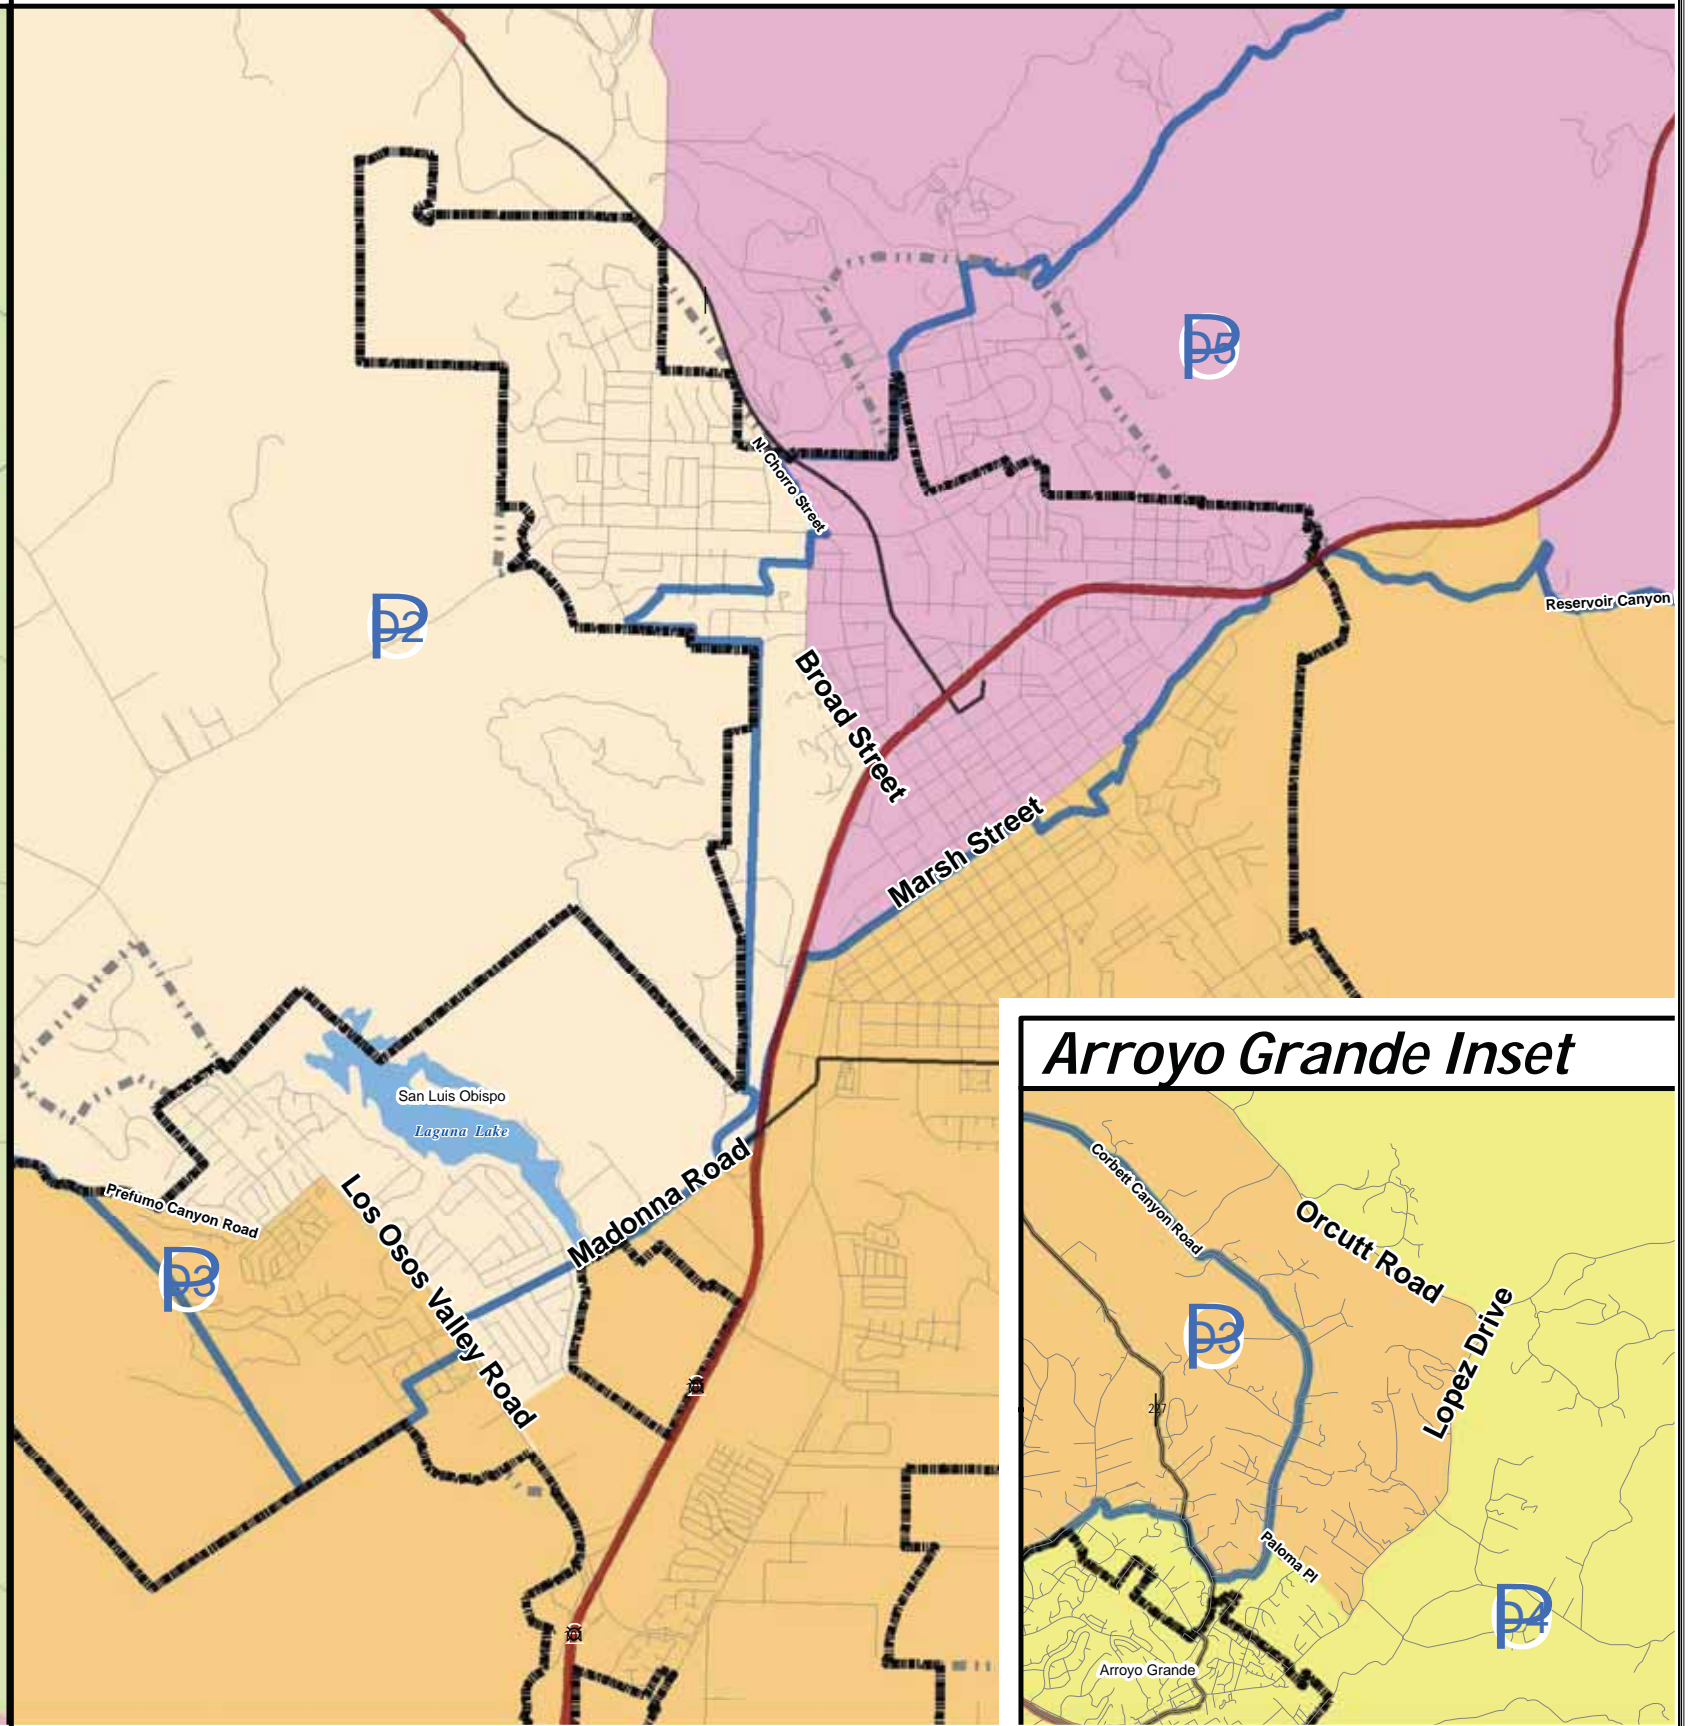 D5
N. Chorro Street
D2
Reservoir Canyon
Broad Street
Marsh Street
Arroyo Grande Inset
San Luis Obispo
Laguna Lake
Madonna Road
Prefumo Canyon Road
Los Osos Valley Road
D3
Corbett Canyon Road
Orcutt Road
Lopez Drive
D3
227
Paloma Pl
D4
Arroyo Grande